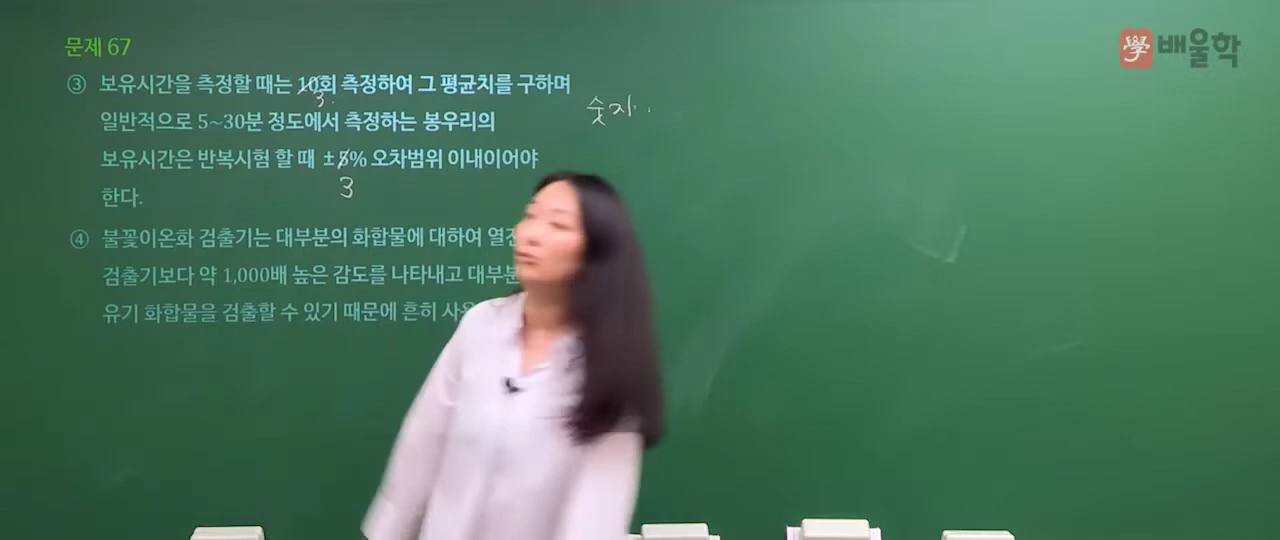 문제 67
學 배울학
③ 보유시간을 측정할 때는 10회 측정하여 그 평균치를 구하며
3
숫자..
일반적으로 5~30분 정도에서 측정하는 봉우리의
보유시간은 반복시험 할 때 ±5% 오차범위 이내이어야
3
한다.
④ 불꽃이온화 검출기는 대부분의 화합물에 대하여
검출기보다 약 1,000배 높은 감도를 나타내고
유기 화합물을 검출할 수 있기 때문에 흔히